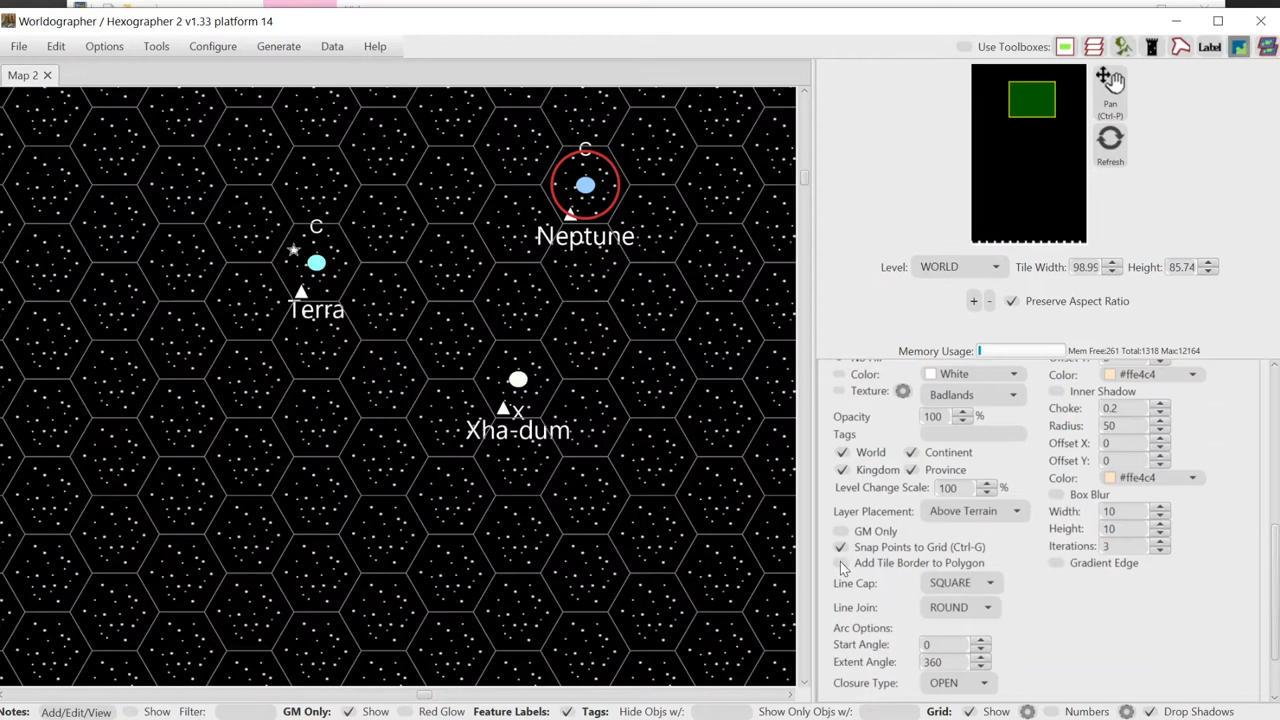 Worldographer / Hexographer 2 v1.33 platform 14
File Edit Options Tools Configure Generate Data Help
Use Toolboxes: Label
Map 2
Pan
(Ctrl-P)
Refresh
Level: WORLD Tile Width: 98.99 Height: 85.74
+ - Preserve Aspect Ratio
Memory Usage: Mem Free:261 Total:1318 Max:12164
C
Neptune
C
Terra
X
Xha-dum
Color: White
Texture: Badlands
Opacity 100 %
Tags
World Continent
Kingdom Province
Level Change Scale: 100 %
Layer Placement: Above Terrain
GM Only
Snap Points to Grid (Ctrl-G)
Add Tile Border to Polygon
Line Cap: SQUARE
Line Join: ROUND
Arc Options:
Start Angle: 0
Extent Angle: 360
Closure Type: OPEN
Color: #ffe4c4
Inner Shadow
Choke: 0.2
Radius: 50
Offset X: 0
Offset Y: 0
Color: #ffe4c4
Box Blur
Width: 10
Height: 10
Iterations: 3
Gradient Edge
Notes: Add/Edit/View Show Filter: GM Only: Show Red Glow Feature Labels: Tags: Hide Objs w/: Show Only Objs w/: Grid: Show Numbers Drop Shadows